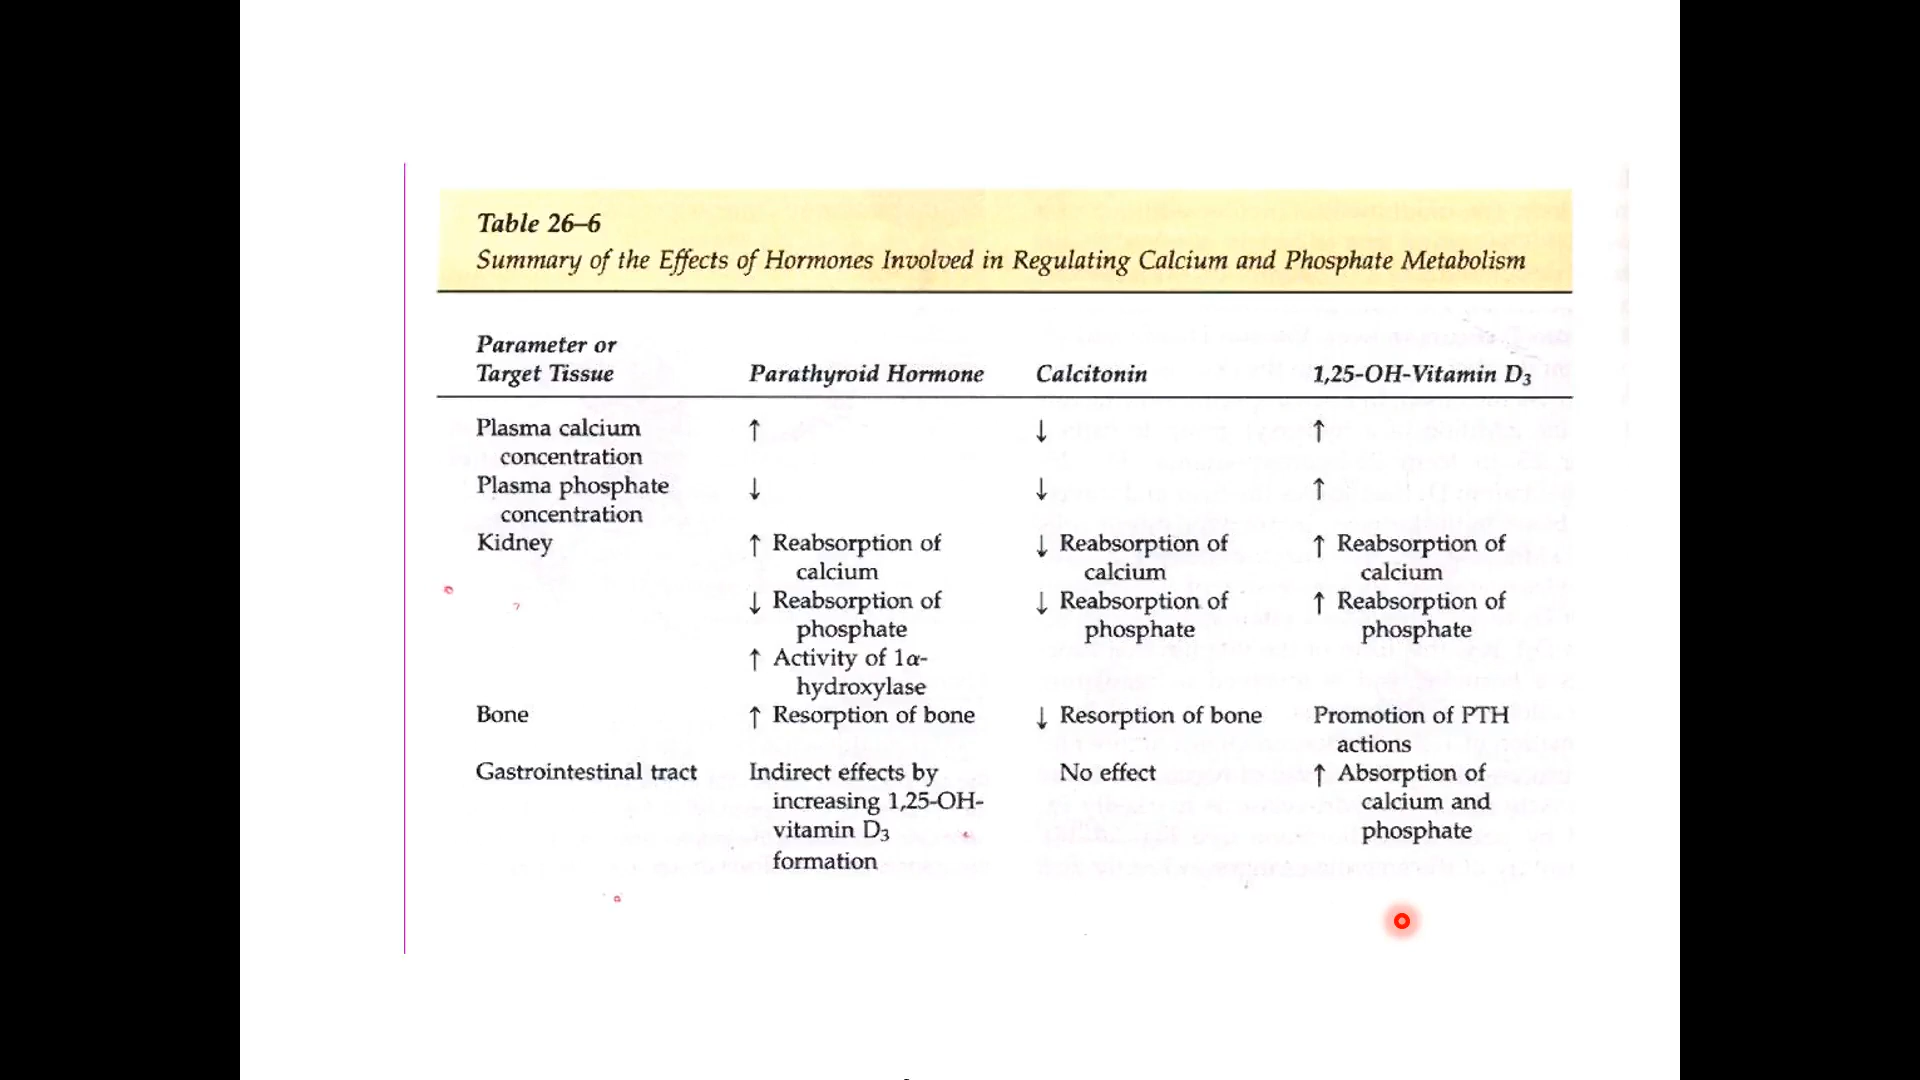 Table 26–6
Summary of the Effects of Hormones Involved in Regulating Calcium and Phosphate Metabolism
Parameter or
Target Tissue Parathyroid Hormone Calcitonin 1,25-OH-Vitamin D₃
Plasma calcium ↑ ↓ ↑
concentration
Plasma phosphate ↓ ↓ ↑
concentration
Kidney ↑ Reabsorption of ↓ Reabsorption of ↑ Reabsorption of
calcium calcium calcium
↓ Reabsorption of ↓ Reabsorption of ↑ Reabsorption of
phosphate phosphate phosphate
↑ Activity of 1α-
hydroxylase
Bone ↑ Resorption of bone ↓ Resorption of bone Promotion of PTH
actions
Gastrointestinal tract Indirect effects by No effect ↑ Absorption of
increasing 1,25-OH- calcium and
vitamin D₃ phosphate
formation